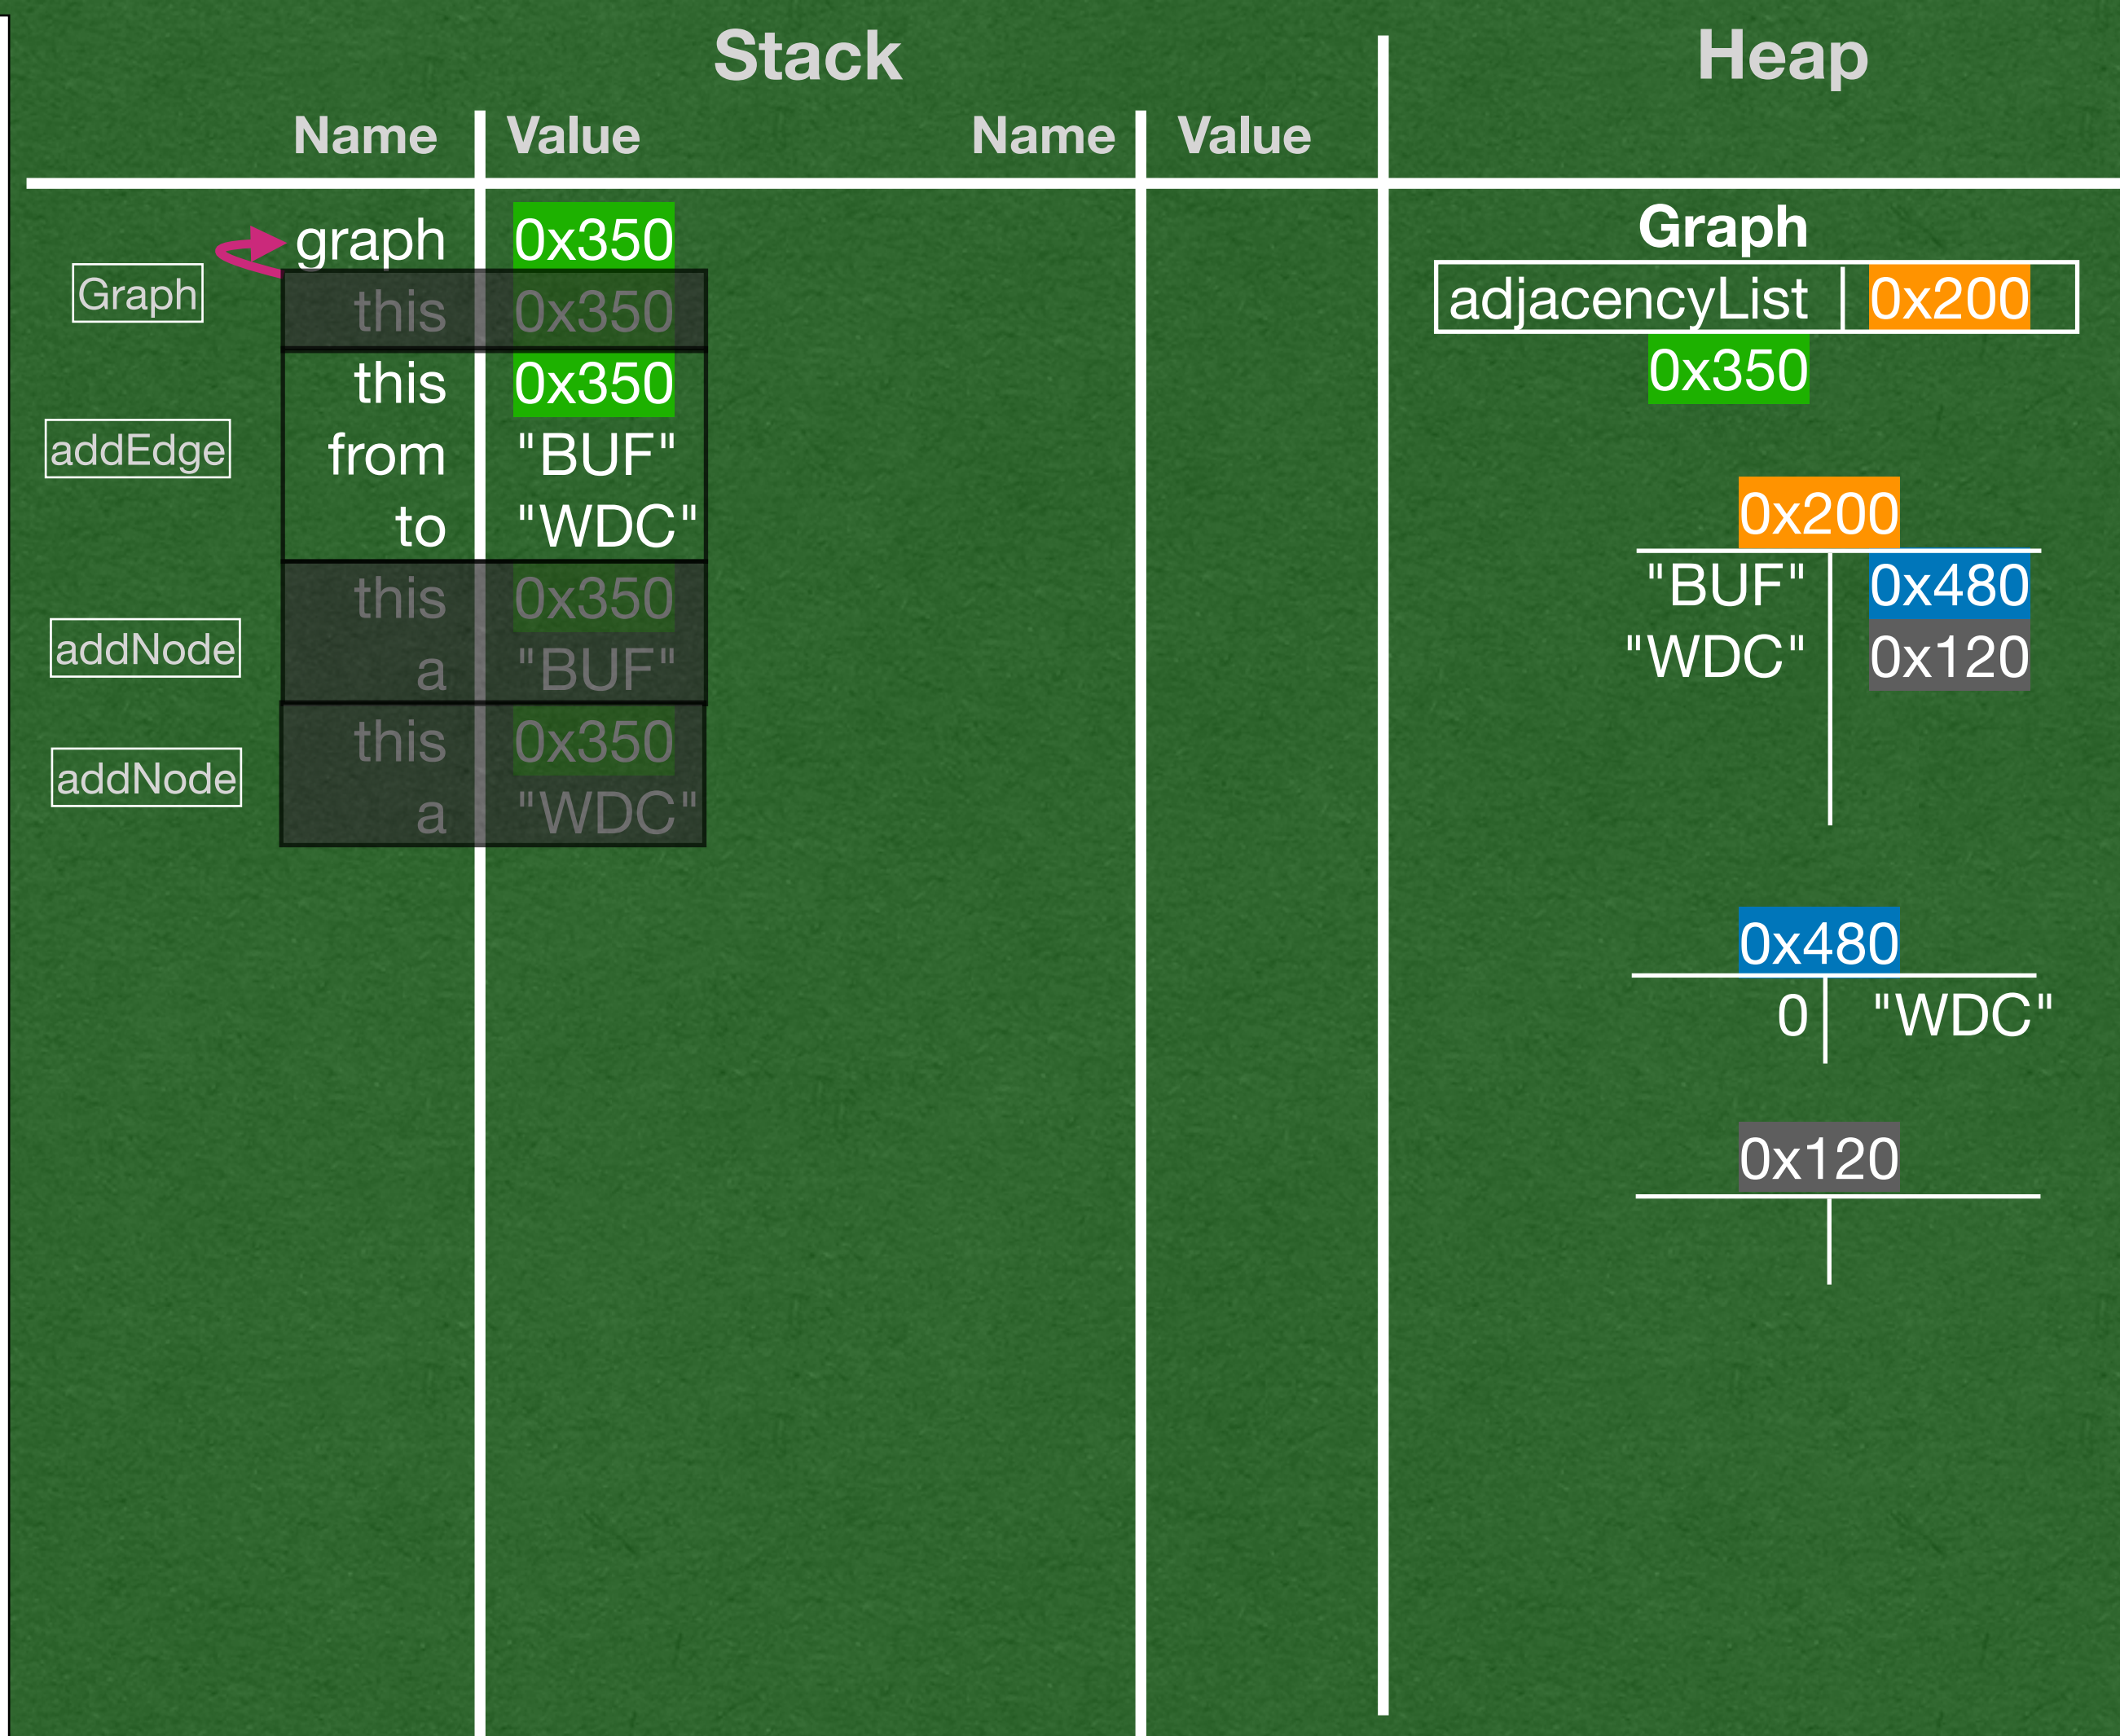 Stack
Heap
Name Value Name Value
graph 0x350
Graph
this 0x350
this 0x350
addEdge
from "BUF"
to "WDC"
this 0x350
addNode
a "BUF"
this 0x350
addNode
a "WDC"
Graph
adjacencyList 0x200
0x350
0x200
"BUF" 0x480
"WDC" 0x120
0x480
0 "WDC"
0x120